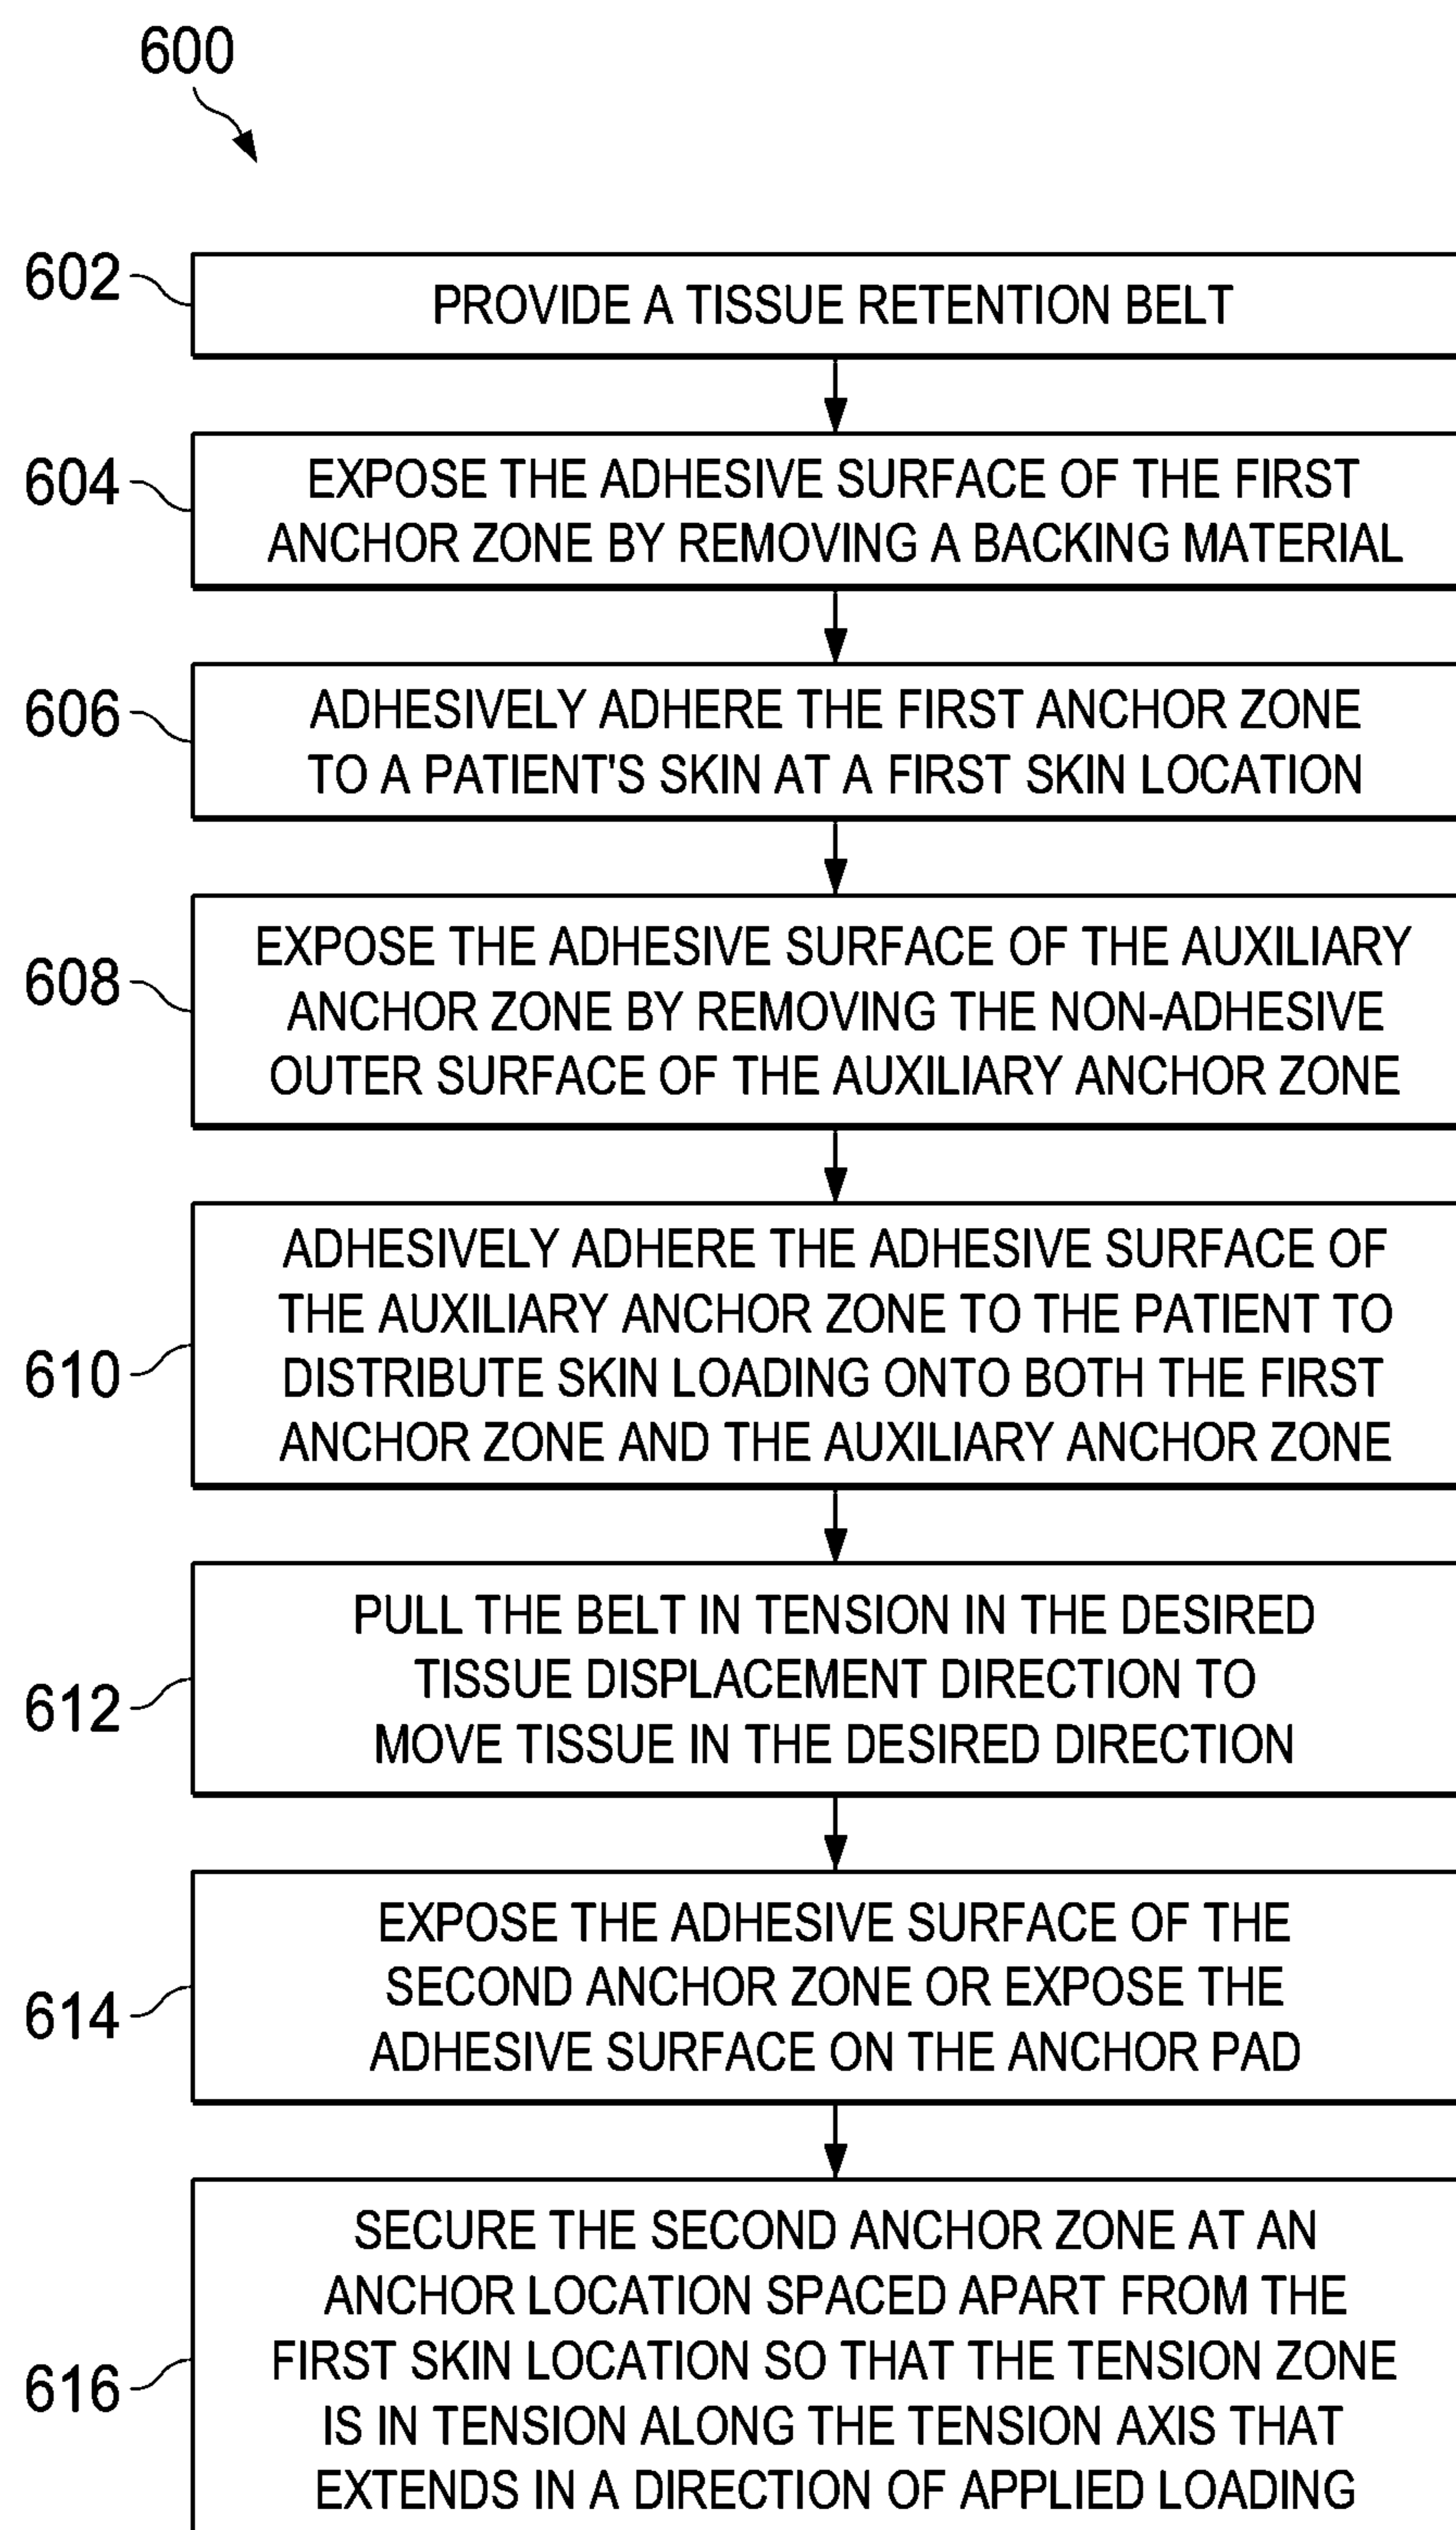 600
602
PROVIDE A TISSUE RETENTION BELT
604
EXPOSE THE ADHESIVE SURFACE OF THE FIRST
ANCHOR ZONE BY REMOVING A BACKING MATERIAL
606
ADHESIVELY ADHERE THE FIRST ANCHOR ZONE
TO A PATIENT'S SKIN AT A FIRST SKIN LOCATION
608
EXPOSE THE ADHESIVE SURFACE OF THE AUXILIARY
ANCHOR ZONE BY REMOVING THE NON-ADHESIVE
OUTER SURFACE OF THE AUXILIARY ANCHOR ZONE
610
ADHESIVELY ADHERE THE ADHESIVE SURFACE OF
THE AUXILIARY ANCHOR ZONE TO THE PATIENT TO
DISTRIBUTE SKIN LOADING ONTO BOTH THE FIRST
ANCHOR ZONE AND THE AUXILIARY ANCHOR ZONE
612
PULL THE BELT IN TENSION IN THE DESIRED
TISSUE DISPLACEMENT DIRECTION TO
MOVE TISSUE IN THE DESIRED DIRECTION
614
EXPOSE THE ADHESIVE SURFACE OF THE
SECOND ANCHOR ZONE OR EXPOSE THE
ADHESIVE SURFACE ON THE ANCHOR PAD
616
SECURE THE SECOND ANCHOR ZONE AT AN
ANCHOR LOCATION SPACED APART FROM THE
FIRST SKIN LOCATION SO THAT THE TENSION ZONE
IS IN TENSION ALONG THE TENSION AXIS THAT
EXTENDS IN A DIRECTION OF APPLIED LOADING